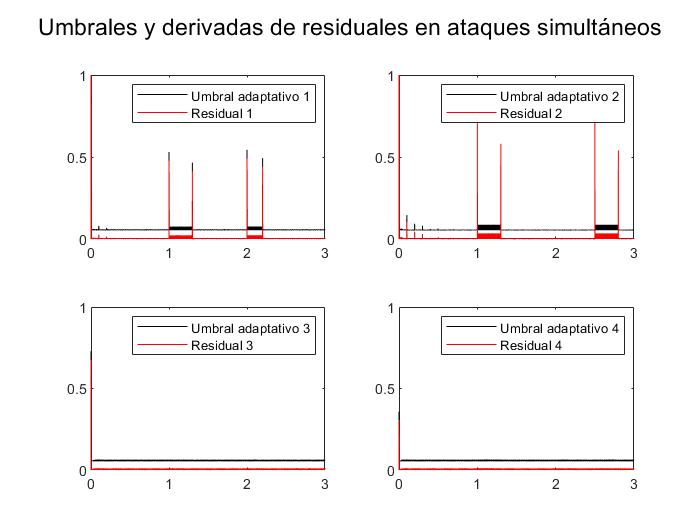 Umbrales y derivadas de residuales en ataques simultáneos
1
0.5
0
0 1 2 3
Umbral adaptativo 1
Residual 1
1
0.5
0
0 1 2 3
Umbral adaptativo 2
Residual 2
1
0.5
0
0 1 2 3
Umbral adaptativo 3
Residual 3
1
0.5
0
0 1 2 3
Umbral adaptativo 4
Residual 4